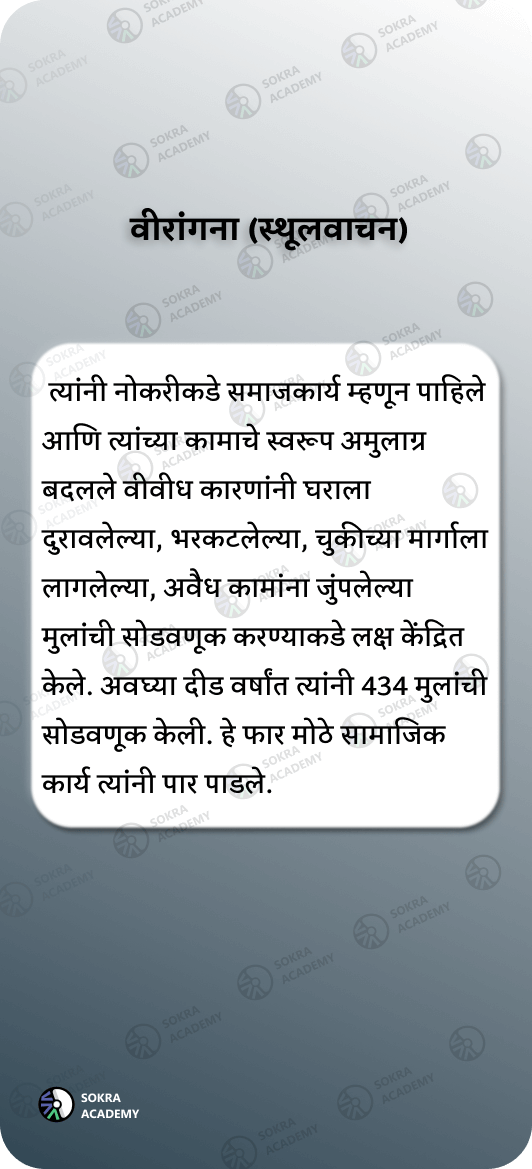 वीरांगना (स्थूलवाचन)
त्यांनी नोकरीकडे समाजकार्य म्हणून पाहिले
आणि त्यांच्या कामाचे स्वरूप अमुलाग्र
बदलले वीवीध कारणांनी घराला
दुरावलेल्या, भरकटलेल्या, चुकीच्या मार्गाला
लागलेल्या, अवैध कामांना जुंपलेल्या
मुलांची सोडवणूक करण्याकडे लक्ष केंद्रित
केले. अवघ्या दीड वर्षांत त्यांनी 434 मुलांची
सोडवणूक केली. हे फार मोठे सामाजिक
कार्य त्यांनी पार पाडले.
SOKRA
ACADEMY